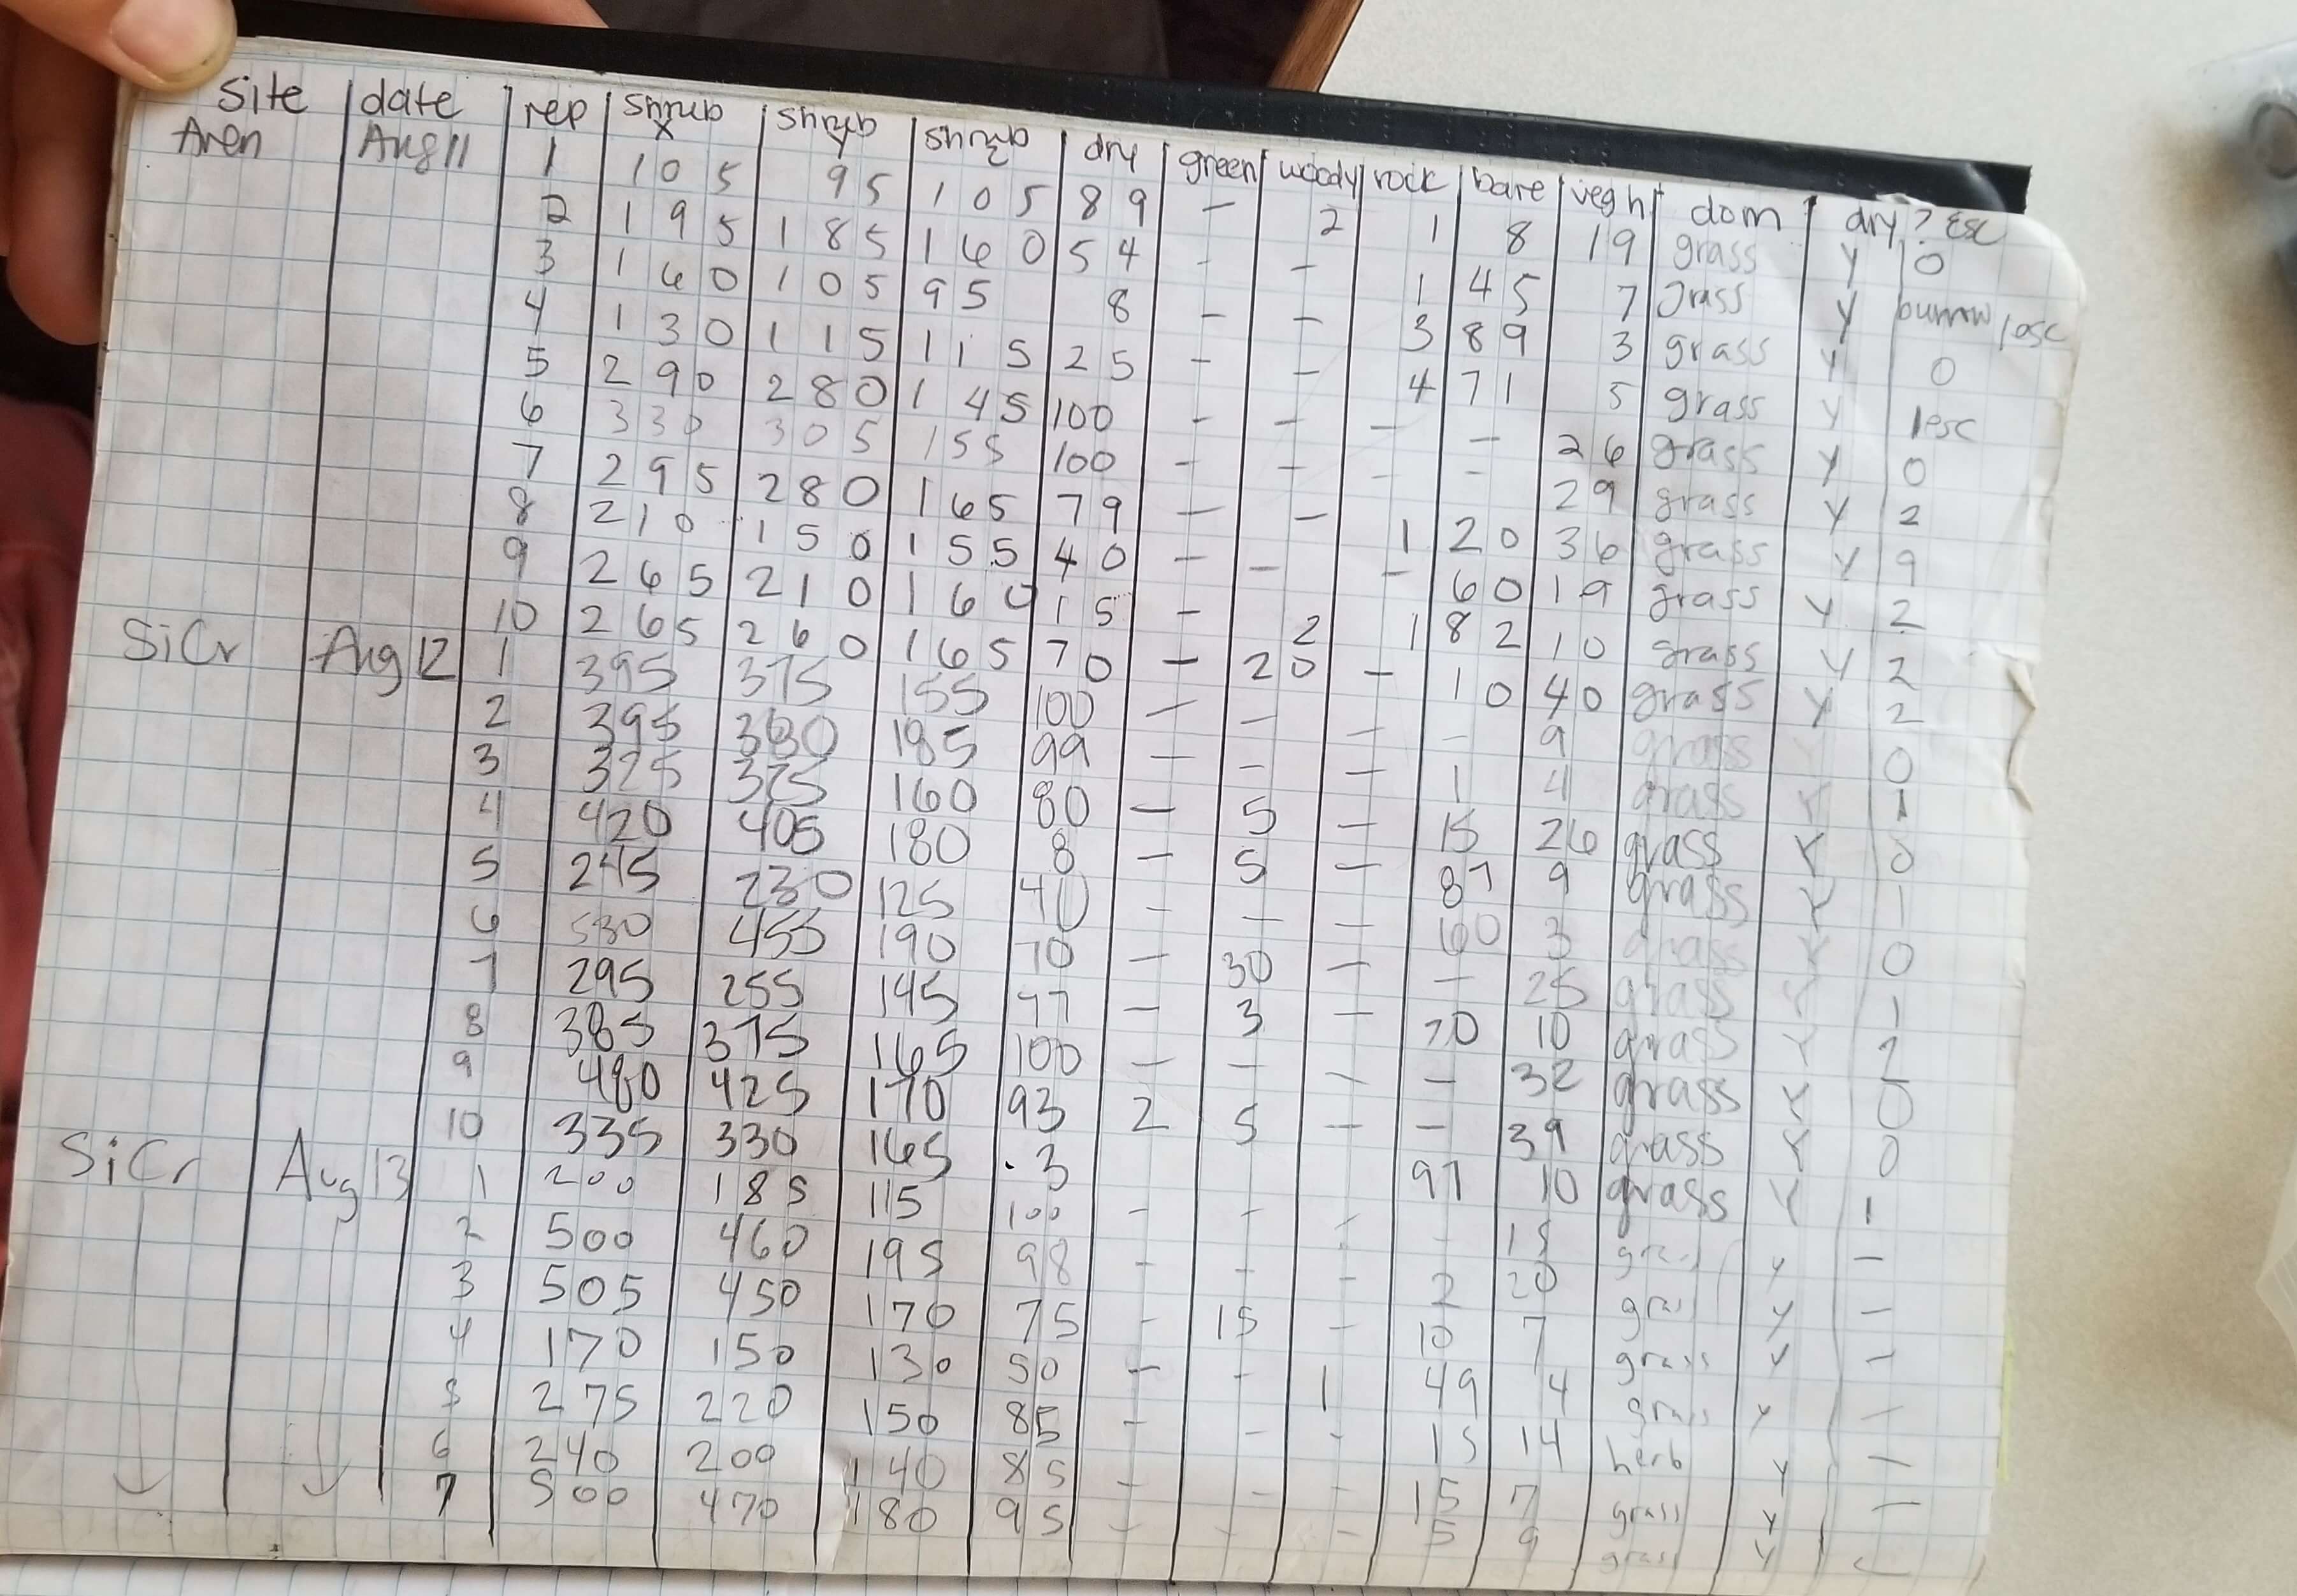 Site date rep shrub x shrub y shrub z dry green woody rock bare veg h dom dry? Esc
Aren Aug 11 1 105 95 105 89 - 2 1 8 19 grass y 0
2 195 185 160 54 - - 1 45 7 grass y burrow/esc
3 160 105 95 8 - - 3 89 3 grass y 0
4 130 115 115 25 - - 4 71 5 grass y 1esc
5 290 280 145 100 - - - - 26 grass y 0
6 330 305 155 100 - - - - 29 grass y 2
7 295 280 165 79 - - 1 20 36 grass y 9
8 210 150 155 40 - - - 60 19 grass y 2
9 265 210 160 15 - 2 1 82 10 grass y 2
10 265 260 165 70 - 20 - 10 40 grass y 2
SiCr Aug 12 1 395 375 155 100 - - - - 9 grass Y 0
2 395 380 185 99 - - - 1 4 grass Y 1
3 325 325 160 80 - 5 - 15 26 grass Y 0
4 420 405 180 8 - 5 - 87 9 grass Y 1
5 245 230 125 40 - - - 60 3 grass Y 0
6 530 455 190 70 - 30 - - 25 grass Y 1
7 295 255 145 - 3 - 20 10 grass Y 2
8 385 375 165 100 - - - - 32 grass Y 0
9 480 425 170 93 2 5 - - 39 grass Y 0
10 335 330 165 3 97 10 grass Y 1
SiCr Aug 13 1 200 185 115 100 - - - - 15 grass y -
2 500 460 195 98 - - - 2 20 grass y -
3 505 450 170 75 - 15 - 10 7 grass y -
4 170 150 130 50 - - 1 49 4 grass y -
5 275 220 150 85 - - - 15 14 herb y -
6 240 200 140 85 - - - 15 7 grass y -
7 500 470 180 95 - - - 5 9 grass y